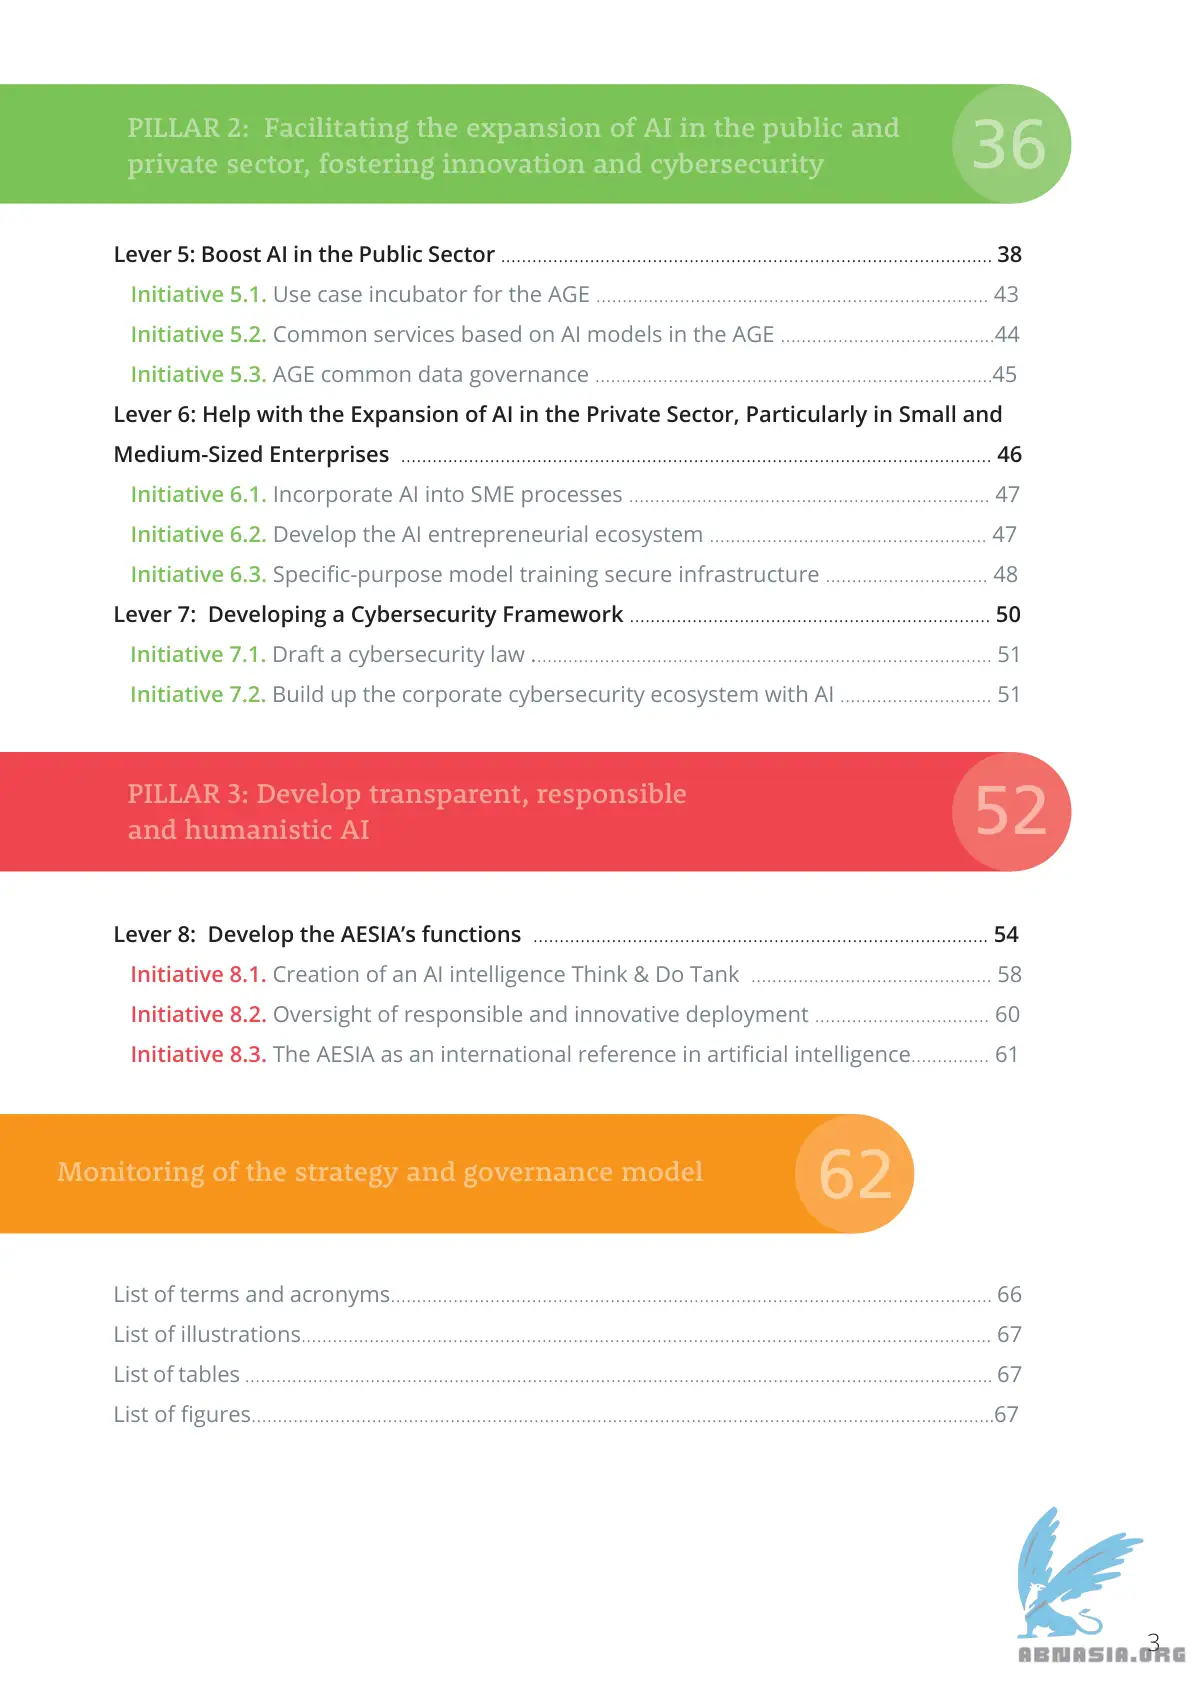 PILLAR 2:  Facilitating the expansion of AI in the public and
private sector, fostering innovation and cybersecurity
36
Lever 5: Boost AI in the Public Sector .............................................................................................. 38
Initiative 5.1. Use case incubator for the AGE ........................................................................... 43
Initiative 5.2. Common services based on AI models in the AGE .........................................44
Initiative 5.3. AGE common data governance ............................................................................45
Lever 6: Help with the Expansion of AI in the Private Sector, Particularly in Small and
Medium-Sized Enterprises ................................................................................................................. 46
Initiative 6.1. Incorporate AI into SME processes ..................................................................... 47
Initiative 6.2. Develop the AI entrepreneurial ecosystem ..................................................... 47
Initiative 6.3. Specific-purpose model training secure infrastructure ............................... 48
Lever 7:  Developing a Cybersecurity Framework ..................................................................... 50
Initiative 7.1. Draft a cybersecurity law ........................................................................................ 51
Initiative 7.2. Build up the corporate cybersecurity ecosystem with AI ............................. 51
PILLAR 3: Develop transparent, responsible
and humanistic AI
52
Lever 8:  Develop the AESIA’s functions ....................................................................................... 54
Initiative 8.1. Creation of an AI intelligence Think & Do Tank .............................................. 58
Initiative 8.2. Oversight of responsible and innovative deployment ................................. 60
Initiative 8.3. The AESIA as an international reference in artificial intelligence............... 61
Monitoring of the strategy and governance model
62
List of terms and acronyms................................................................................................................... 66
List of illustrations.................................................................................................................................... 67
List of tables ............................................................................................................................................... 67
List of figures..............................................................................................................................................67
3
ABNASIA.ORG